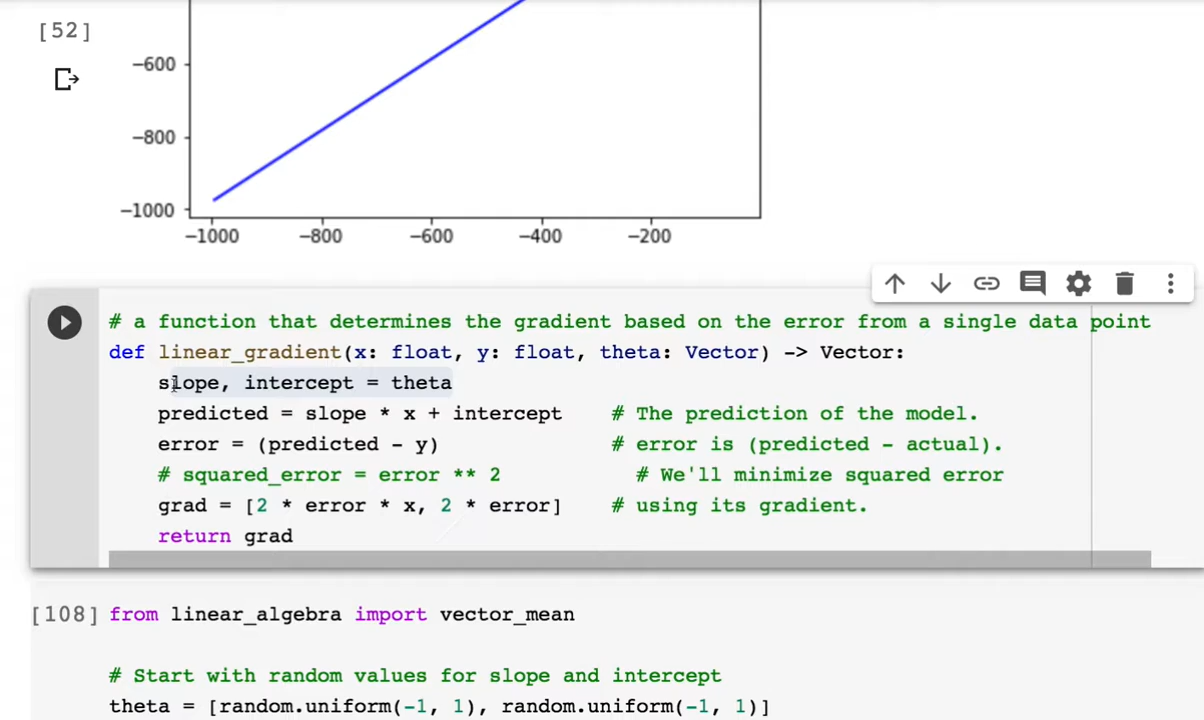 [52]
-600
-800
-1000
-1000 -800 -600 -400 -200
# a function that determines the gradient based on the error from a single data point
def linear_gradient(x: float, y: float, theta: Vector) -> Vector:
    slope, intercept = theta
    predicted = slope * x + intercept    # The prediction of the model.
    error = (predicted - y)              # error is (predicted - actual).
    # squared_error = error ** 2           # We'll minimize squared error
    grad = [2 * error * x, 2 * error]    # using its gradient.
    return grad
[108] from linear_algebra import vector_mean
# Start with random values for slope and intercept
theta = [random.uniform(-1, 1), random.uniform(-1, 1)]